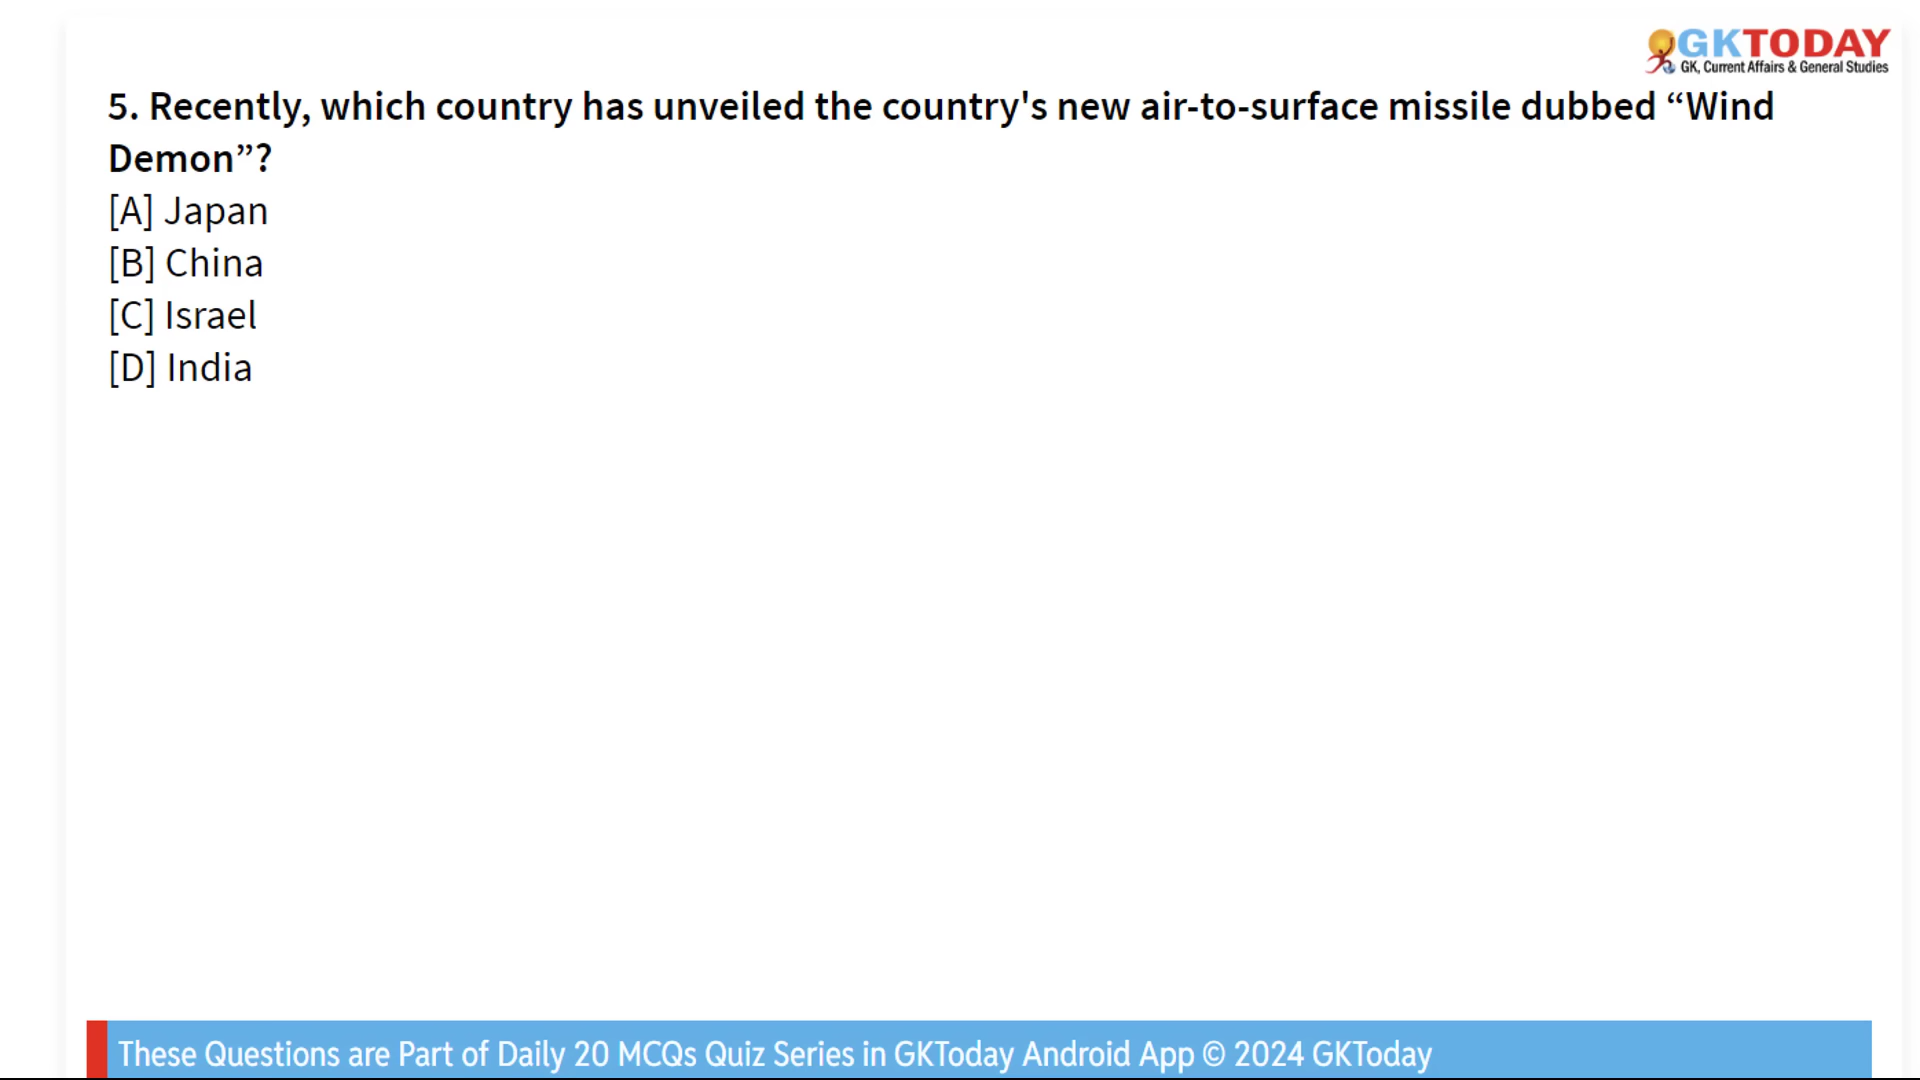 GKTODAY
GK, Current Affairs & General Studies
5. Recently, which country has unveiled the country's new air-to-surface missile dubbed “Wind
Demon”?
[A] Japan
[B] China
[C] Israel
[D] India
These Questions are Part of Daily 20 MCQs Quiz Series in GKToday Android App © 2024 GKToday